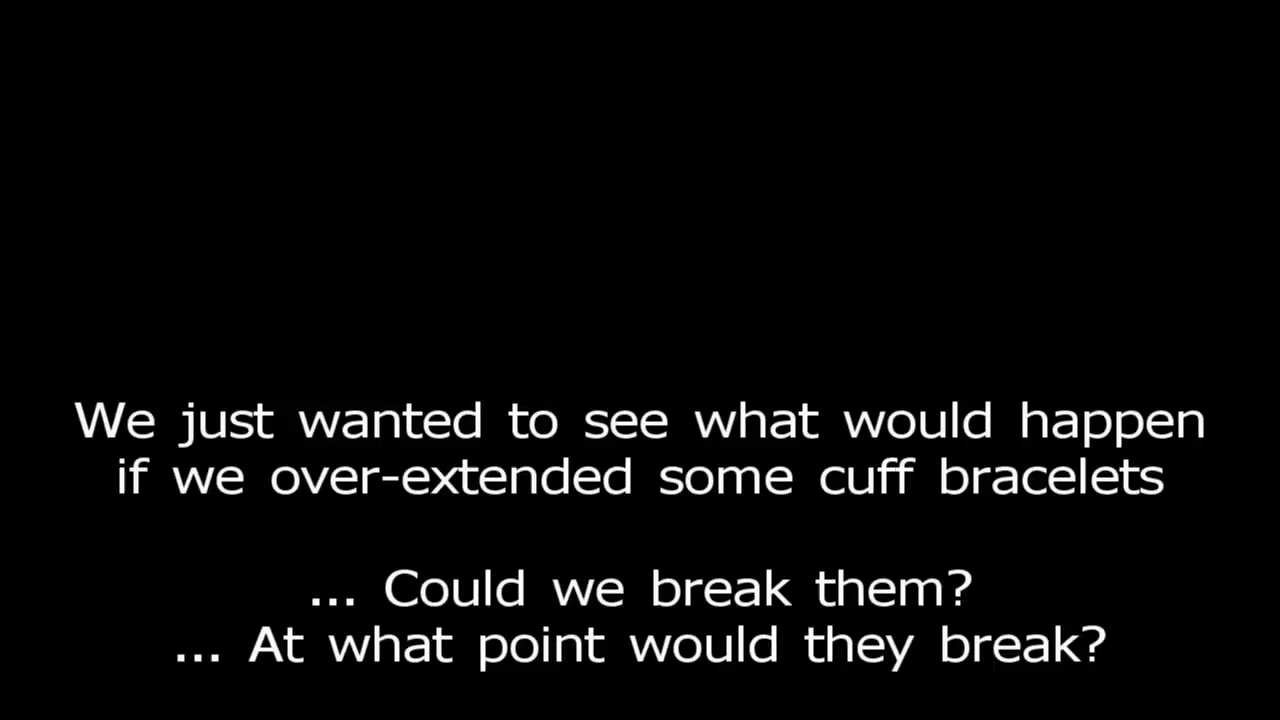 We just wanted to see what would happen
if we over-extended some cuff bracelets
... Could we break them?
... At what point would they break?